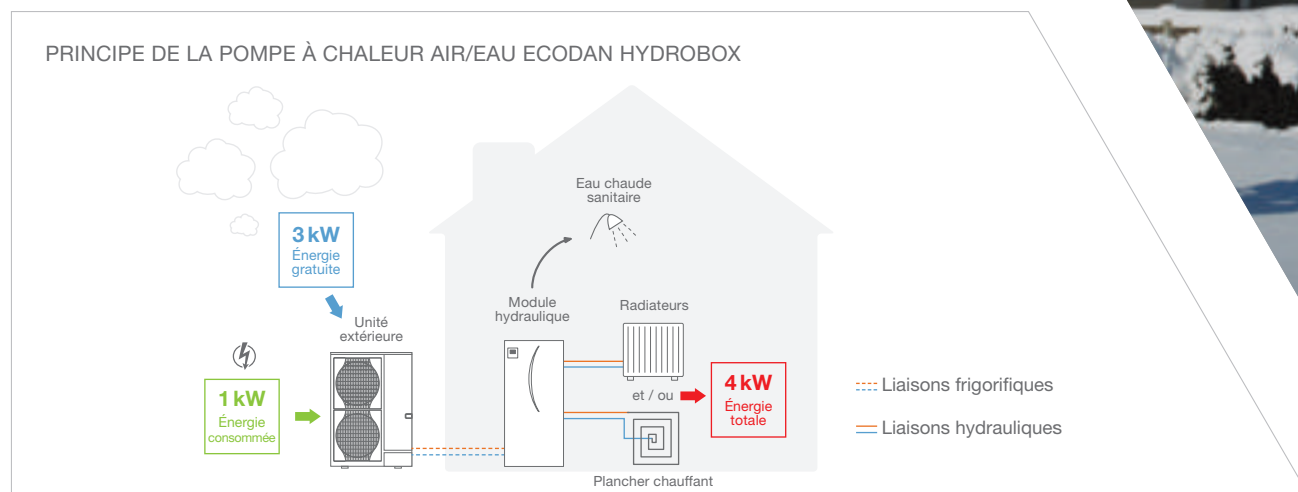 PRINCIPE DE LA POMPE À CHALEUR AIR/EAU ECODAN HYDROBOX
Eau chaude
sanitaire
3 kW
Énergie
gratuite
Unité
extérieure
Module
hydraulique
Radiateurs
1 kW
Énergie
consommée
et / ou
4 kW
Énergie
totale
Plancher chauffant
Liaisons frigorifiques
Liaisons hydrauliques